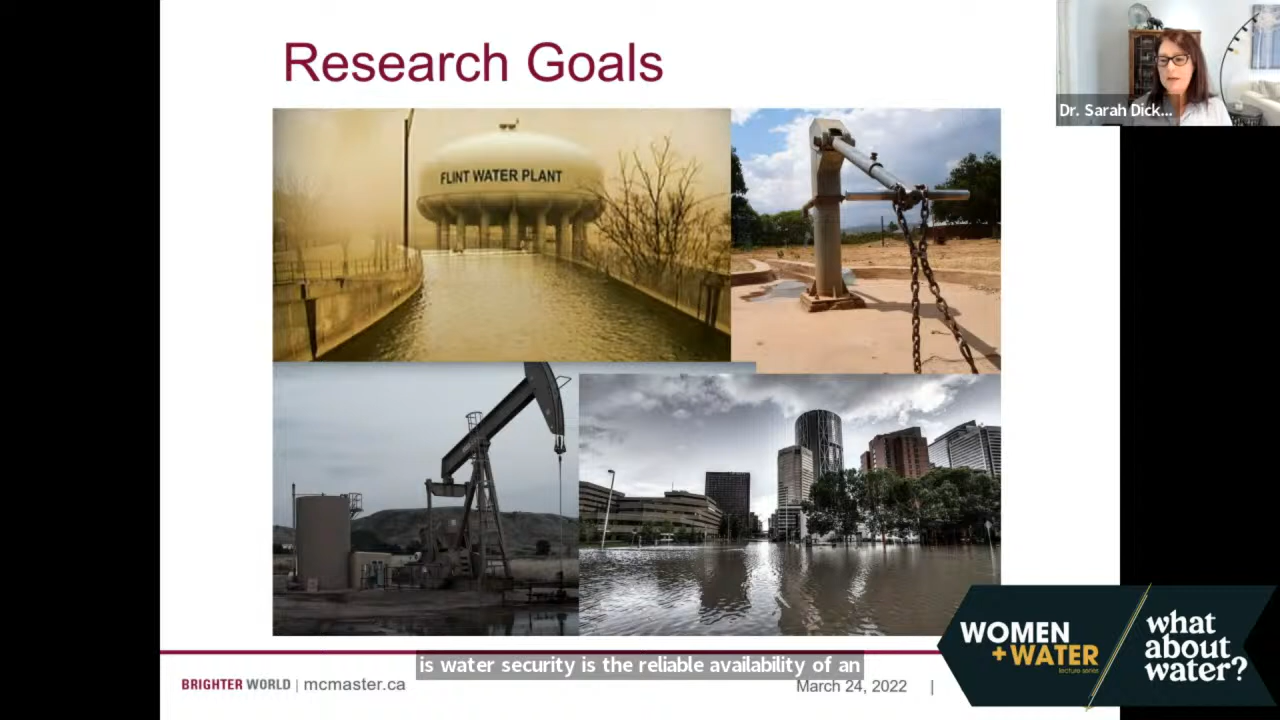 Research Goals
Dr. Sarah Dick...
FLINT WATER PLANT
is water security is the reliable availability of an
BRIGHTER WORLD | mcmaster.ca
March 24, 2022 |
WOMEN
+WATER
lecture series
what
about
water?